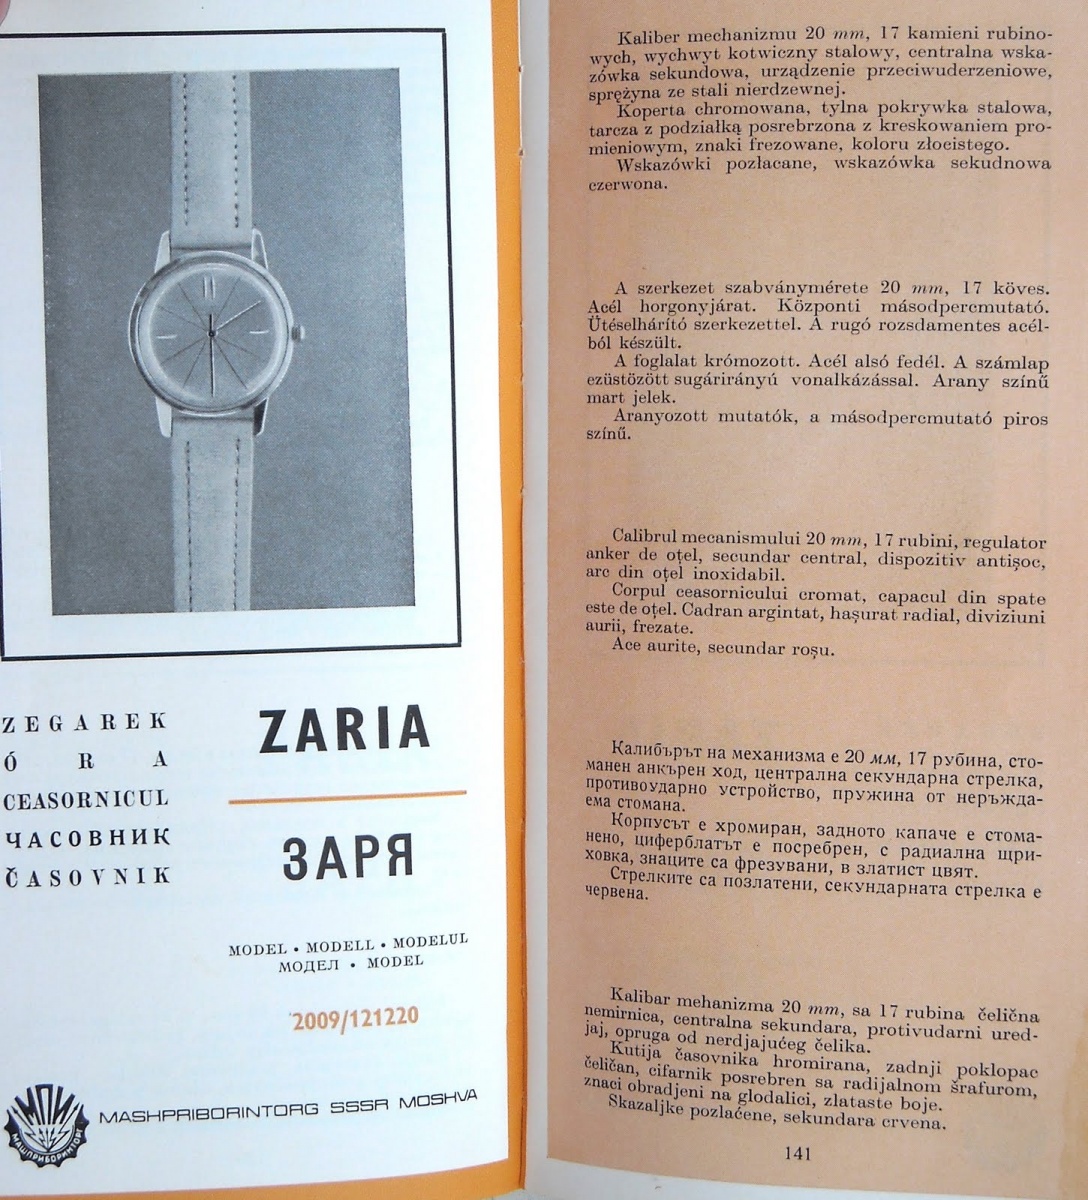 ZEGAREK
ÓRA
CEASORNICUL
ЧАСОВНИК
ČASOVNIK
ZARIA
ЗАРЯ
MODEL • MODELL • MODELUL
МОДЕЛ • MODEL
2009/121220
МПИ
МАШПРИБОРИНТОРГ
MASHPRIBORINTORG SSSR MOSHVA
Kaliber mechanizmu 20 mm, 17 kamieni rubino-
wych, wychwyt kotwiczny stalowy, centralna wska-
zówka sekundowa, urządzenie przeciwuderzeniowe,
sprężyna ze stali nierdzewnej.
Koperta chromowana, tylna pokrywka stalowa,
tarcza z podziałką posrebrzona z kreskowaniem pro-
mieniowym, znaki frezowane, koloru złocistego.
Wskazówki pozłacane, wskazówka sekudnowa
czerwona.
A szerkezet szabványmérete 20 mm, 17 köves.
Acél horgonyjárat. Központi másodpercmutató.
Ütéselhárító szerkezettel. A rugó rozsdamentes acél-
ból készült.
A foglalat krómozott. Acél alsó fedél. A számlap
ezüstözött sugárirányú vonalkázással. Arany színű
mart jelek.
Aranyozott mutatók, a másodpercmutató piros
színű.
Calibrul mecanismului 20 mm, 17 rubini, regulator
anker de oţel, secundar central, dispozitiv antişoc,
arc din oţel inoxidabil.
Corpul ceasornicului cromat, capacul din spate
este de oţel. Cadran argintat, haşurat radial, diviziuni
aurii, frezate.
Ace aurite, secundar roşu.
Калибърът на механизма е 20 мм, 17 рубина, сто-
манен анкърен ход, централна секундарна стрелка,
противоударно устройство, пружина от неръжда-
ема стомана.
Корпусът е хромиран, задното капаче е стома-
нено, циферблатът е посребрен, с радиална щри-
ховка, знаците са фрезувани, в златист цвят.
Стрелките са позлатени, секундарната стрелка е
червена.
Kalibar mehanizma 20 mm, sa 17 rubina čelična
nemirnica, centralna sekundara, protivudarni ured-
jaj, opruga od nerdjajućeg čelika.
Kutija časovnika hromirana, zadnji poklopac
čeličan, cifarnik posrebren sa radijalnom šrafurom,
znaci obradjeni na glodalici, zlataste boje.
Skazaljke pozlaćene, sekundara crvena.
141